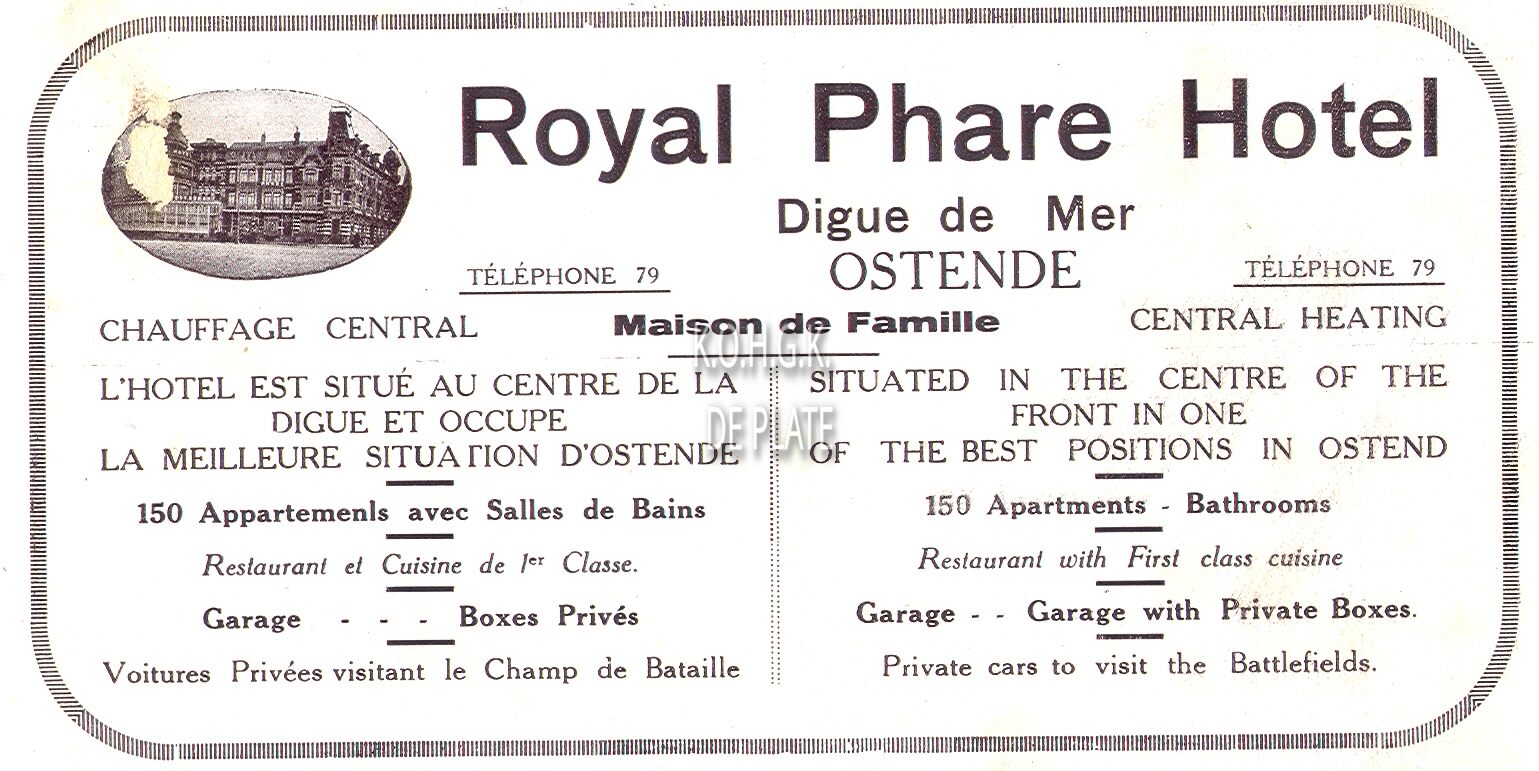 Royal Phare Hotel
Digue de Mer
OSTENDE
TÉLÉPHONE 79
TÉLÉPHONE 79
CHAUFFAGE CENTRAL
Maison de Famille
CENTRAL HEATING
K.O.H.G.K.
DE PLATE
L'HOTEL EST SITUÉ AU CENTRE DE LA
DIGUE ET OCCUPE
LA MEILLEURE SITUATION D'OSTENDE
150 Appartements avec Salles de Bains
Restaurant et Cuisine de 1er Classe.
Garage - - - Boxes Privés
Voitures Privées visitant le Champ de Bataille
SITUATED IN THE CENTRE OF THE
FRONT IN ONE
OF THE BEST POSITIONS IN OSTEND
150 Apartments - Bathrooms
Restaurant with First class cuisine
Garage - - Garage with Private Boxes.
Private cars to visit the Battlefields.